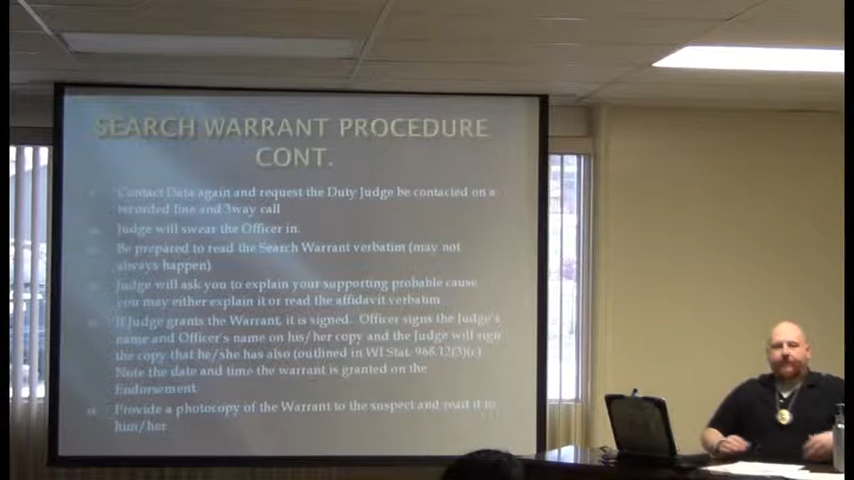 SEARCH WARRANT PROCEDURE
CONT.
Contact Data again and request the Duty Judge be contacted on a
recorded line and 3way call
Judge will swear the Officer in.
Be prepared to read the Search Warrant verbatim (may not
always happen)
Judge will ask you to explain your supporting probable cause
you may either explain it or read the affidavit verbatim
If Judge grants the Warrant, it is signed. Officer signs the Judge's
name and Officer's name on his/her copy and the Judge will sign
the copy that he/she has also (outlined in WI Stat. 968.12(3)(c)
Note the date and time the warrant is granted on the
Endorsement
Provide a photocopy of the Warrant to the suspect and read it to
him/her